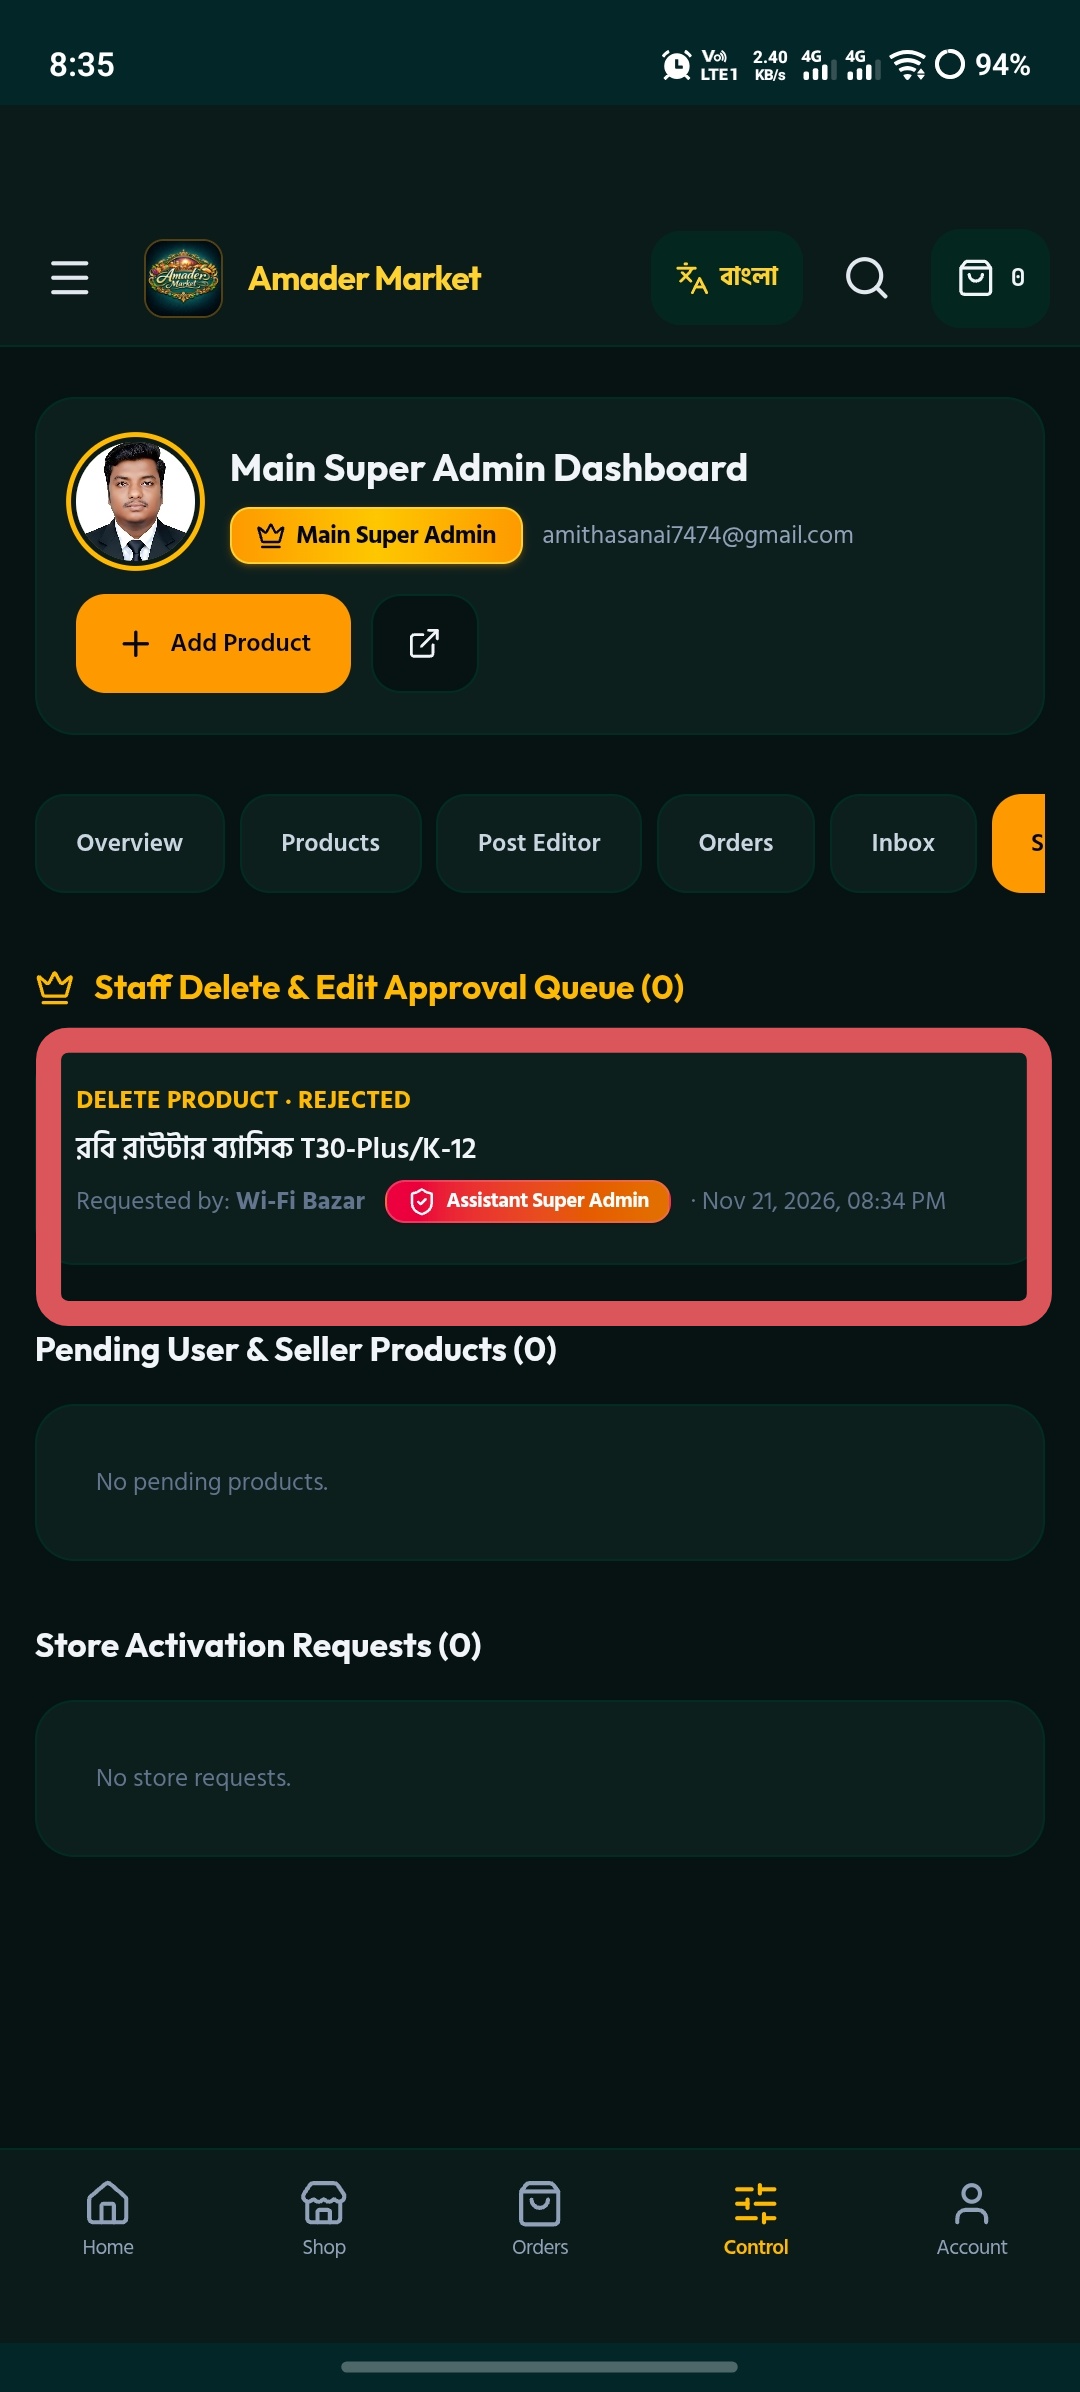 8:35
Vo)) LTE1 2.40 KB/s 4G 4G 94%
Amader Market
Amader Market
বাংলা
0
Main Super Admin Dashboard
Main Super Admin
amithasanai7474@gmail.com
Add Product
Overview
Products
Post Editor
Orders
Inbox
S
Staff Delete & Edit Approval Queue (0)
DELETE PRODUCT · REJECTED
রবি রাউটার ব্যাসিক T30-Plus/K-12
Requested by: Wi-Fi Bazar Assistant Super Admin · Nov 21, 2026, 08:34 PM
Pending User & Seller Products (0)
No pending products.
Store Activation Requests (0)
No store requests.
Home
Shop
Orders
Control
Account